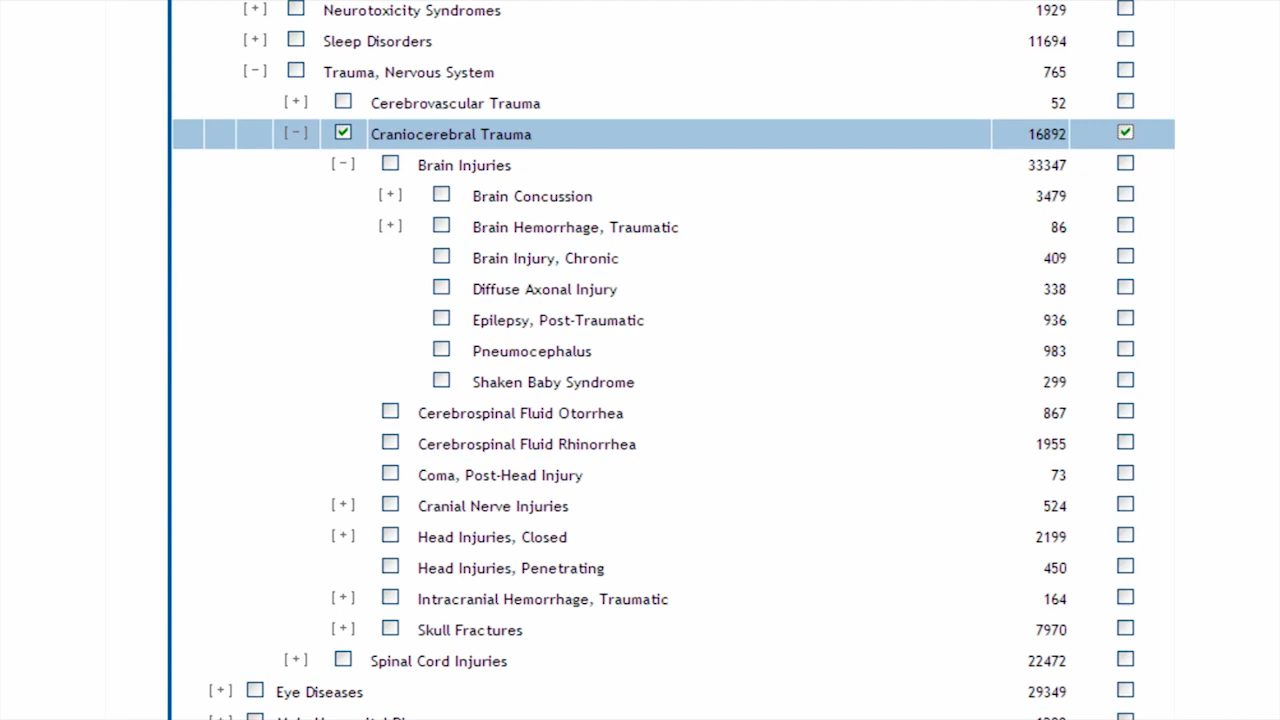 [+] Neurotoxicity Syndromes 1929
[+] Sleep Disorders 11694
[-] Trauma, Nervous System 765
[+] Cerebrovascular Trauma 52
[-] Craniocerebral Trauma 16892
[-] Brain Injuries 33347
[+] Brain Concussion 3479
[+] Brain Hemorrhage, Traumatic 86
Brain Injury, Chronic 409
Diffuse Axonal Injury 338
Epilepsy, Post-Traumatic 936
Pneumocephalus 983
Shaken Baby Syndrome 299
Cerebrospinal Fluid Otorrhea 867
Cerebrospinal Fluid Rhinorrhea 1955
Coma, Post-Head Injury 73
[+] Cranial Nerve Injuries 524
[+] Head Injuries, Closed 2199
Head Injuries, Penetrating 450
[+] Intracranial Hemorrhage, Traumatic 164
[+] Skull Fractures 7970
[+] Spinal Cord Injuries 22472
[+] Eye Diseases 29349